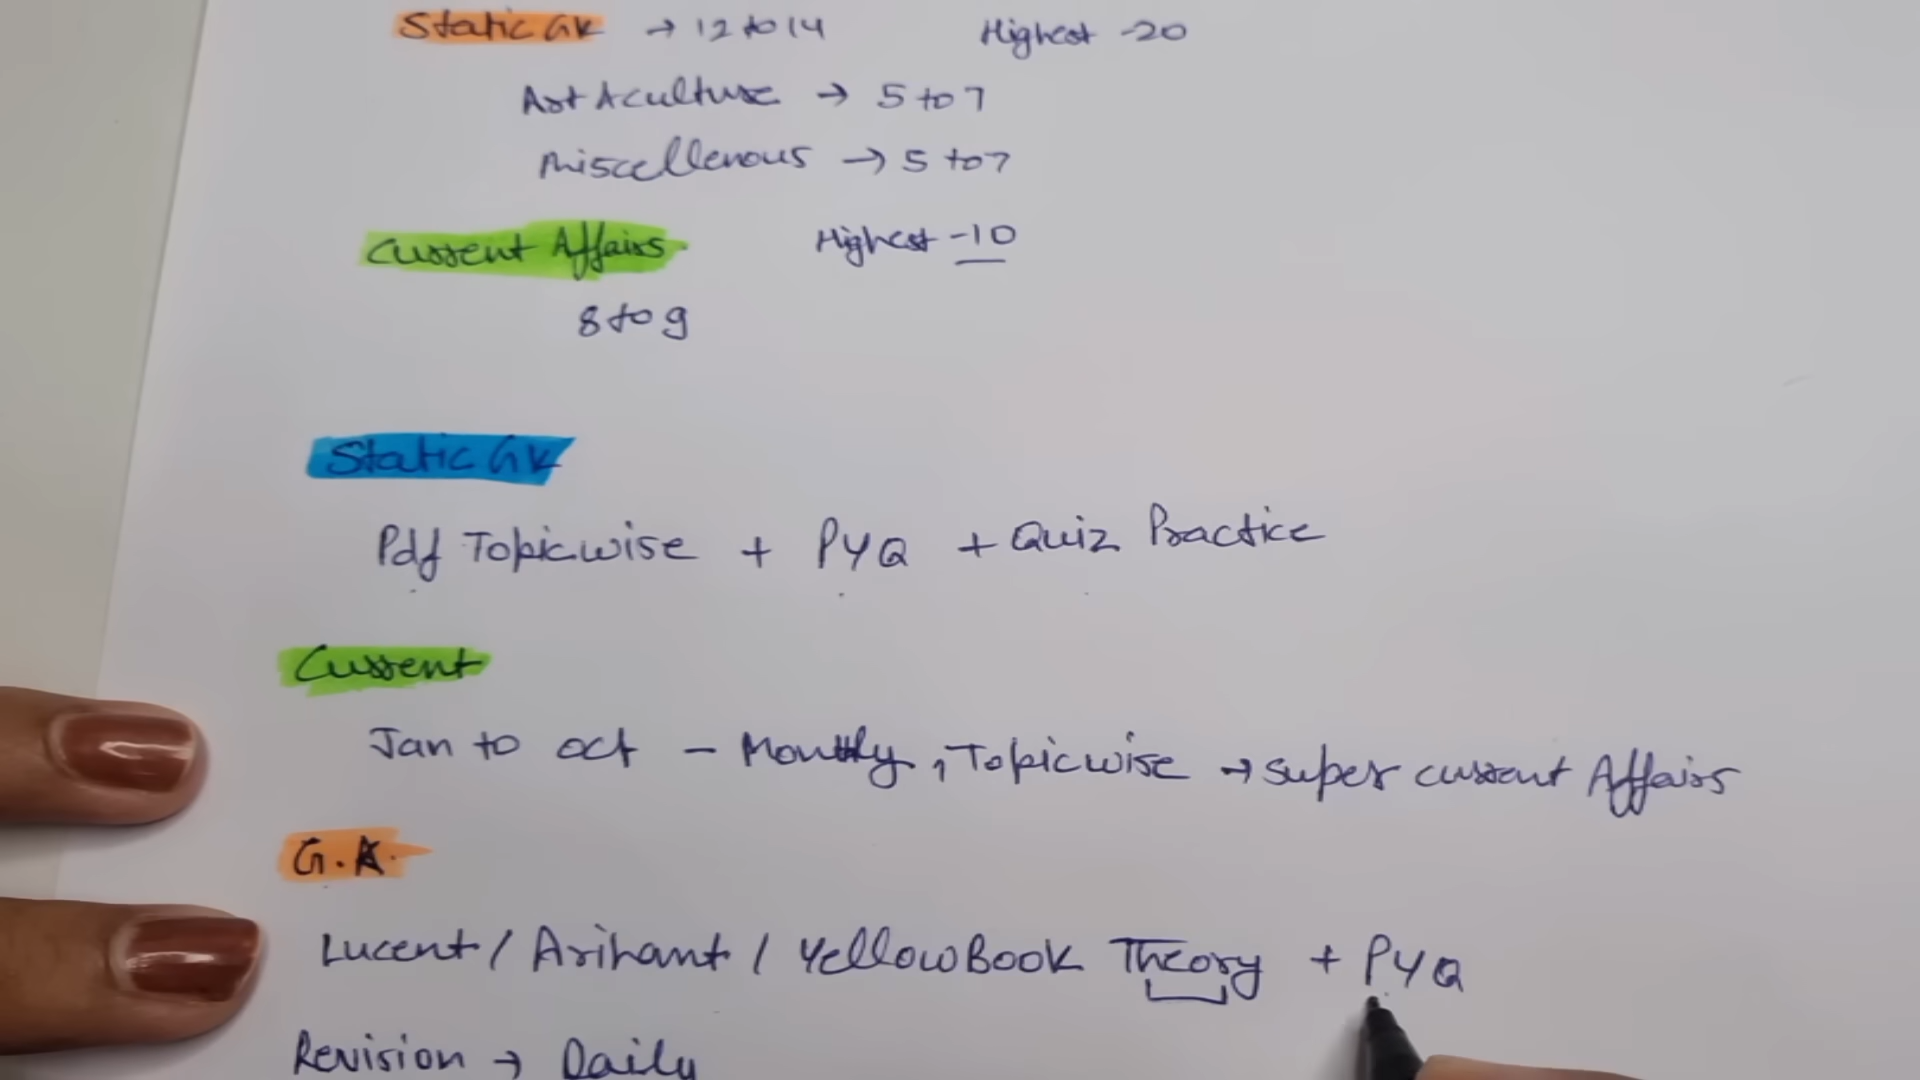 Static GK → 12 to 14 Highest - 20
Art & culture → 5 to 7
Miscellenous → 5 to 7
Current Affairs Highest - 10
8 to 9
Static GK
Pdf Topicwise + PYQ + Quiz Practice
Current
Jan to oct - Monthly, Topicwise → super current Affairs
G.K.
Lucent / Arihant / Yellow Book Theory + PYQ
Revision → Daily